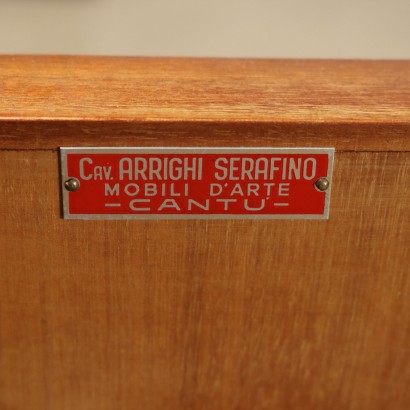 CAV. ARRIGHI SERAFINO
MOBILI D'ARTE
- CANTU' -